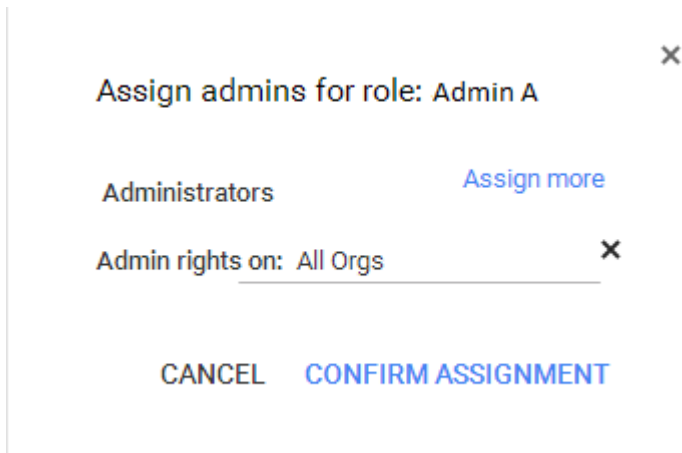 Assign admins for role: Admin A
Administrators Assign more
Admin rights on: All Orgs
CANCEL CONFIRM ASSIGNMENT